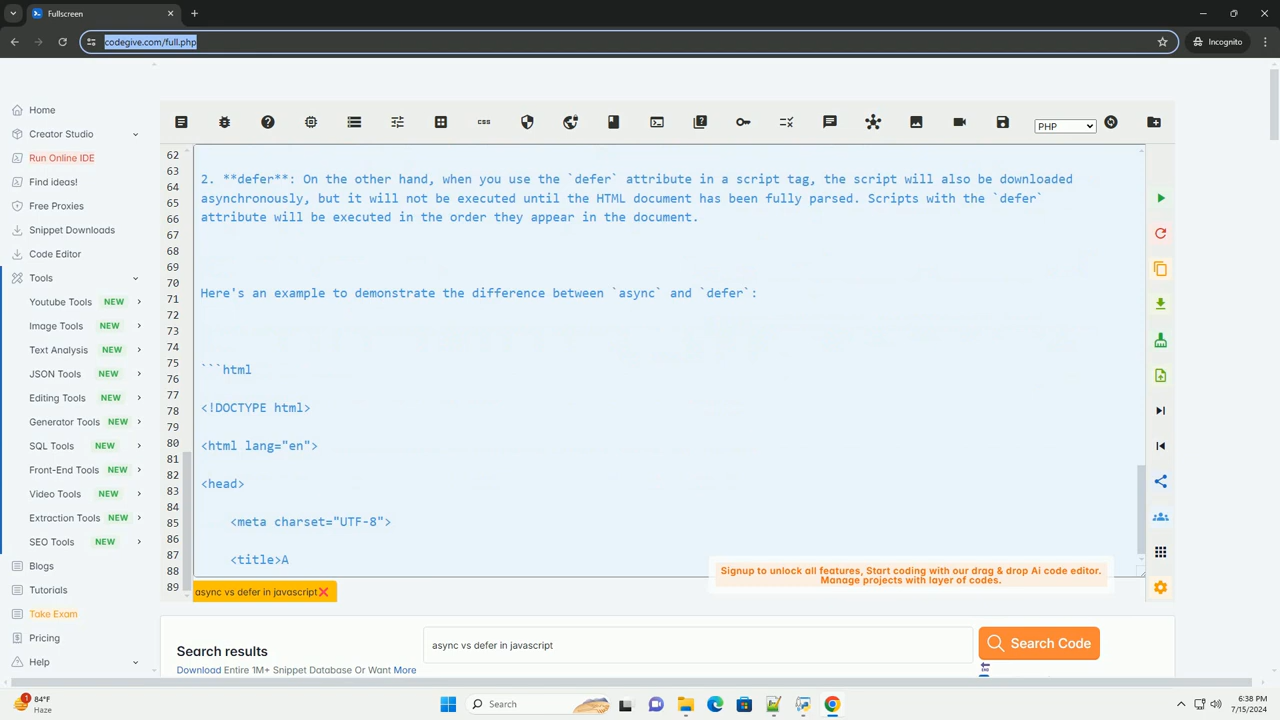 Fullscreen
codegive.com/full.php
Incognito
Home
Creator Studio
Run Online IDE
Find ideas!
Free Proxies
Snippet Downloads
Code Editor
Tools
Youtube Tools NEW
Image Tools NEW
Text Analysis NEW
JSON Tools NEW
Editing Tools NEW
Generator Tools NEW
SQL Tools NEW
Front-End Tools NEW
Video Tools NEW
Extraction Tools NEW
SEO Tools NEW
Blogs
Tutorials
Take Exam
Pricing
Help
css
PHP
62
63
64
65
66
67
68
69
70
71
72
73
74
75
76
77
78
79
80
81
82
83
84
85
86
87
88
89
2. **defer**: On the other hand, when you use the `defer` attribute in a script tag, the script will also be downloaded
asynchronously, but it will not be executed until the HTML document has been fully parsed. Scripts with the `defer`
attribute will be executed in the order they appear in the document.
Here's an example to demonstrate the difference between `async` and `defer`:
```html
<!DOCTYPE html>
<html lang="en">
<head>
<meta charset="UTF-8">
<title>A
Signup to unlock all features, Start coding with our drag & drop Ai code editor.
Manage projects with layer of codes.
async vs defer in javascript
Search results
async vs defer in javascript
Search Code
Download Entire 1M+ Snippet Database Or Want More
84°F
Haze
Search
6:38 PM
7/15/2024